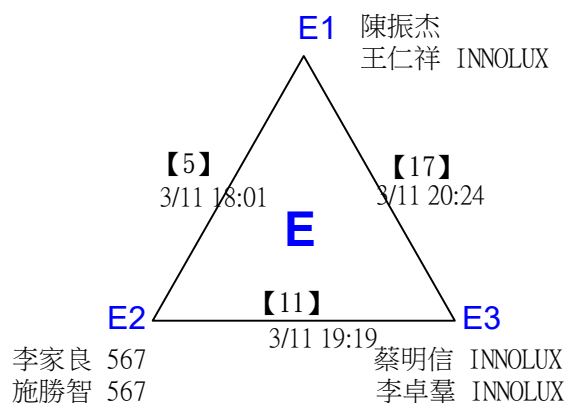 E1 陳振杰
王仁祥 INNOLUX
【5】
3/11 18:01
【17】
3/11 20:24
E
【11】
3/11 19:19
E2
E3
李家良 567
施勝智 567
蔡明信 INNOLUX
李卓羣 INNOLUX